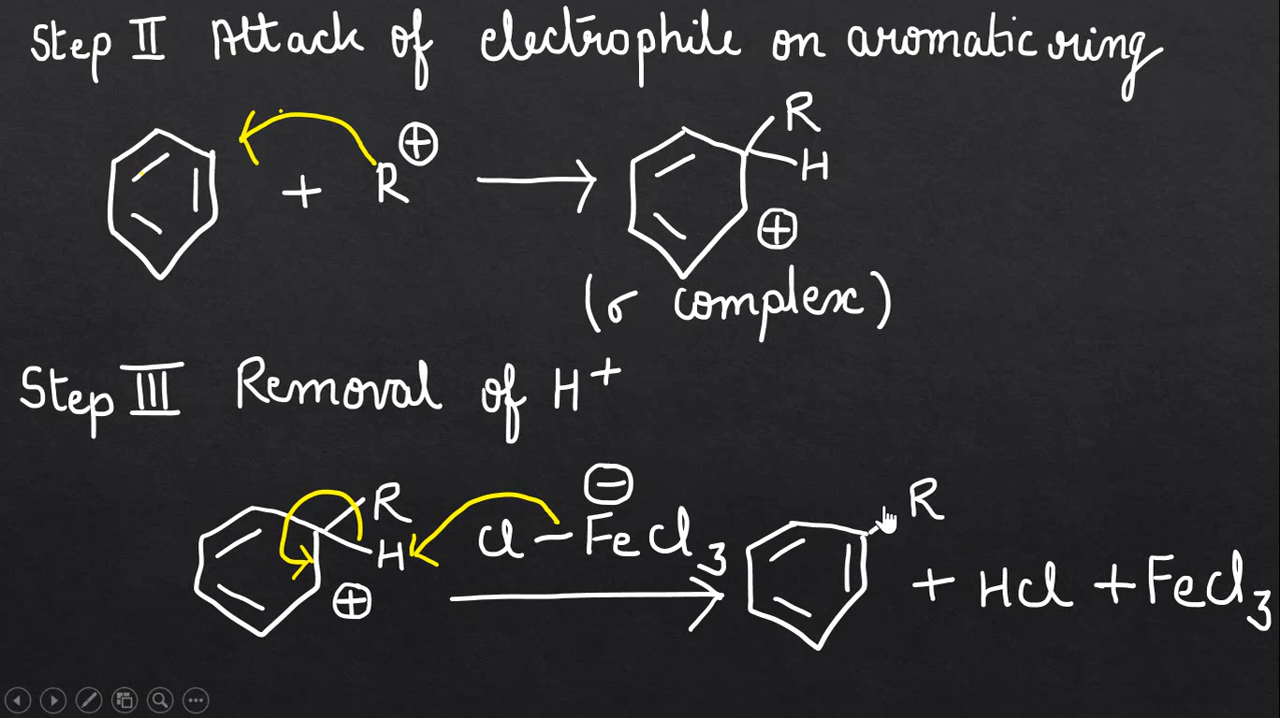 Step II Attack of electrophile on aromatic ring
+ R ⊕ → R H ⊕
(σ complex)
Step III Removal of H⁺
R H ⊕ Cl–FeCl₃ ⊖ → R + HCl + FeCl₃